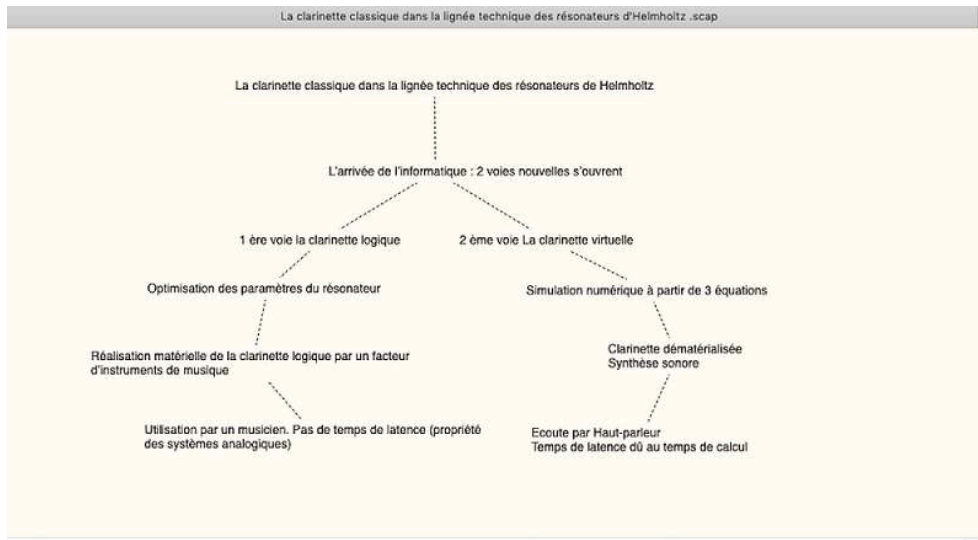 La clarinette classique dans la lignée technique des résonateurs d'Helmholtz .scap
La clarinette classique dans la lignée technique des résonateurs de Helmholtz
L'arrivée de l'informatique : 2 voies nouvelles s'ouvrent
1 ère voie la clarinette logique
2 ème voie La clarinette virtuelle
Optimisation des paramètres du résonateur
Simulation numérique à partir de 3 équations
Réalisation matérielle de la clarinette logique par un facteur
d'instruments de musique
Clarinette dématérialisée
Synthèse sonore
Utilisation par un musicien. Pas de temps de latence (propriété
des systèmes analogiques)
Ecoute par Haut-parleur
Temps de latence dû au temps de calcul